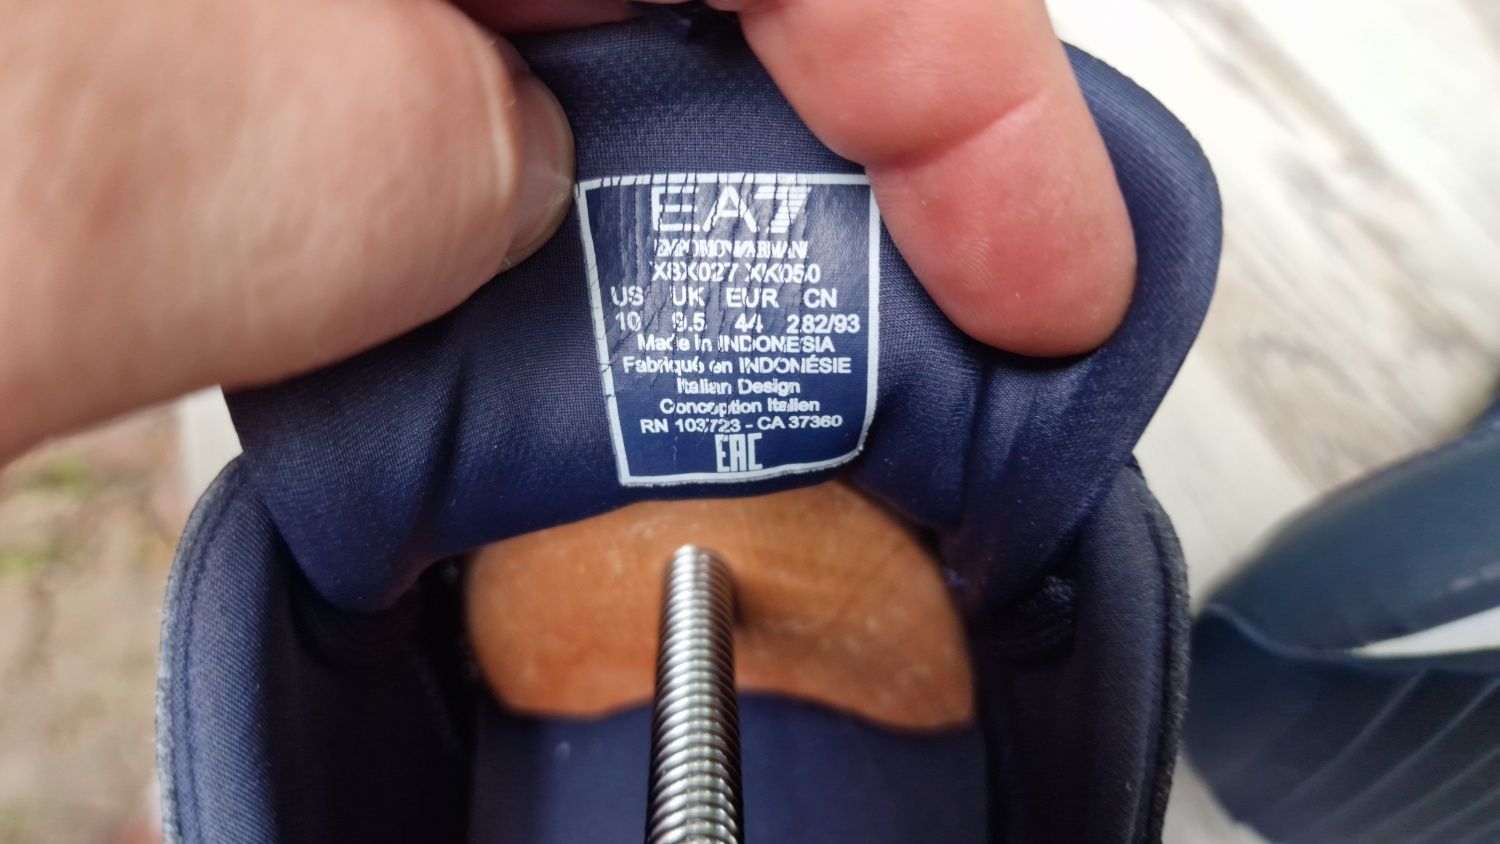 EA7
EMPORIO ARMANI
X8X027 XK050
US UK EUR CN
10 9.5 44 282/93
Made in INDONESIA
Fabriqué en INDONÉSIE
Italian Design
Conception Italien
RN 103723 - CA 37360
EAC